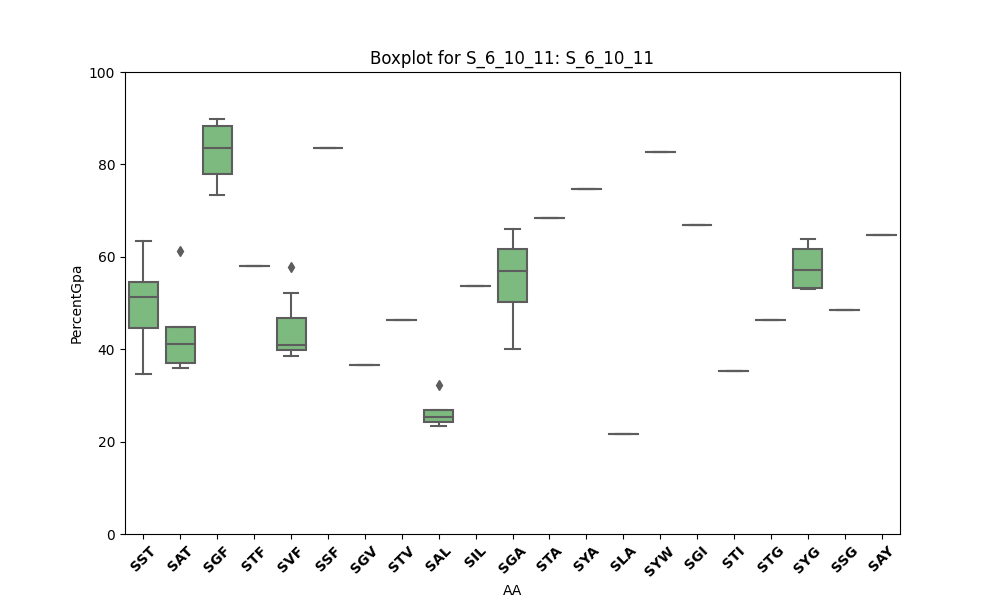 Boxplot for S_6_10_11: S_6_10_11
100
80
60
40
20
0
PercentGpa
SST SAT SGF STF SVF SSF SGV STV SAL SIL SGA STA SYA SLA SYW SGI STI STG SYG SSG SAY
AA